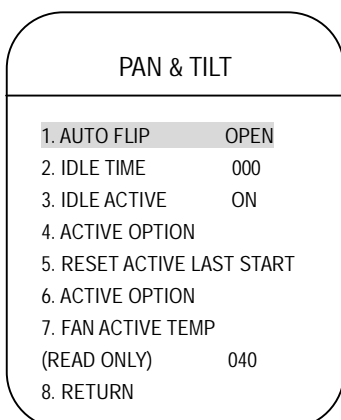 PAN & TILT
1. AUTO FLIP OPEN
2. IDLE TIME 000
3. IDLE ACTIVE ON
4. ACTIVE OPTION
5. RESET ACTIVE LAST START
6. ACTIVE OPTION
7. FAN ACTIVE TEMP
(READ ONLY) 040
8. RETURN